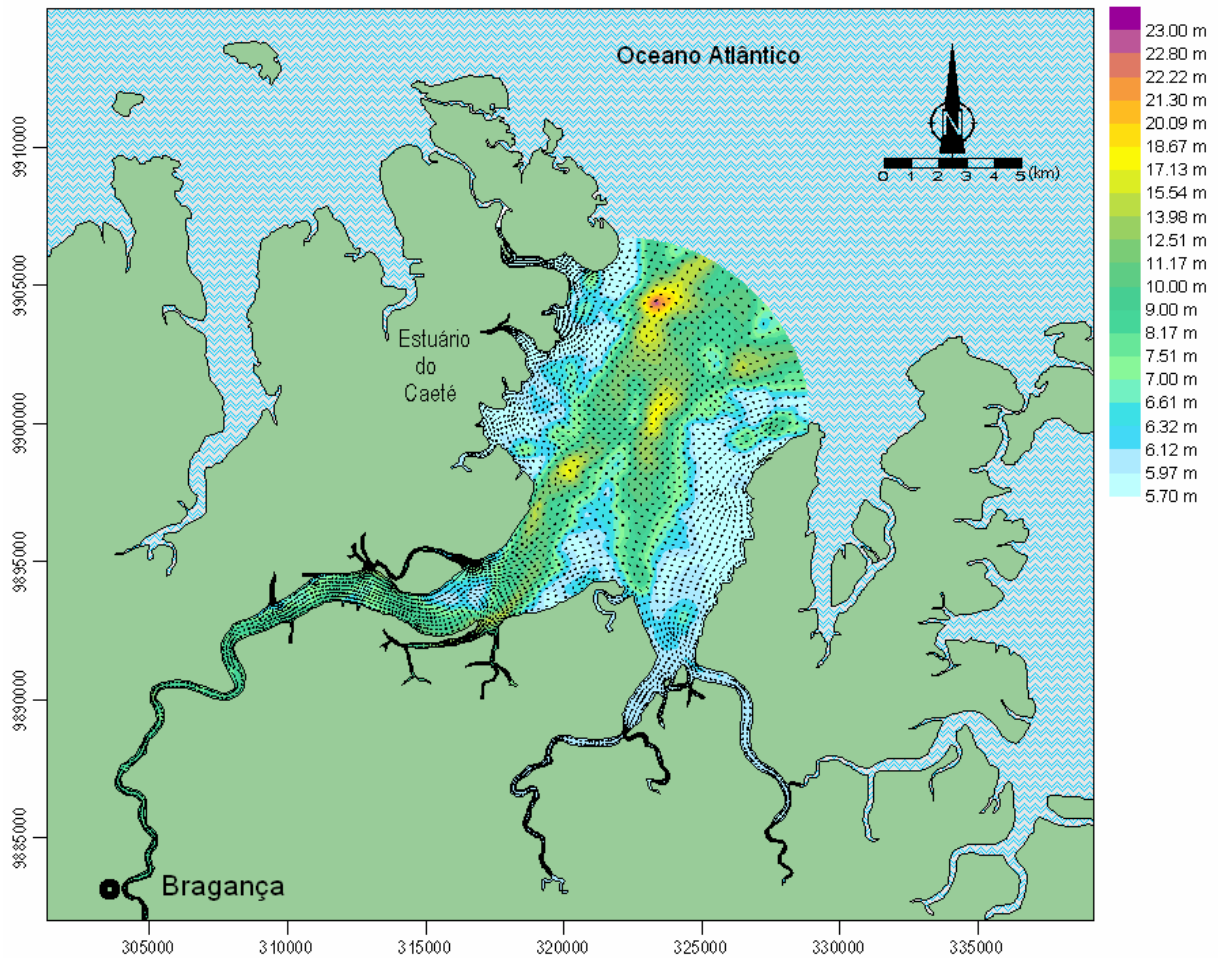 Oceano Atlântico
N
0 1 2 3 4 5 (km)
23.00 m
22.80 m
22.22 m
21.30 m
20.09 m
18.67 m
17.13 m
15.54 m
13.98 m
12.51 m
11.17 m
10.00 m
9.00 m
8.17 m
7.51 m
7.00 m
6.61 m
6.32 m
6.12 m
5.97 m
5.70 m
9910000
9905000
9900000
9895000
9890000
9885000
Estuário
do
Caeté
Bragança
305000 310000 315000 320000 325000 330000 335000